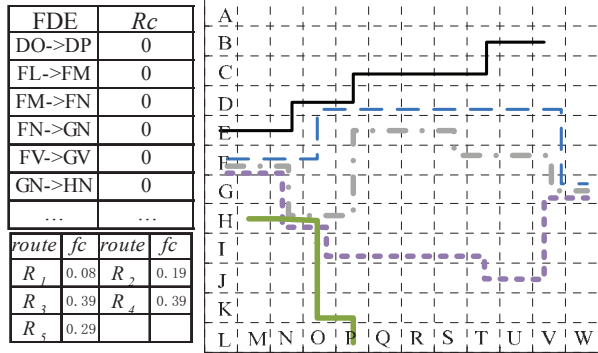 FDE Rc
DO->DP 0
FL->FM 0
FM->FN 0
FN->GN 0
FV->GV 0
GN->HN 0
... ...
route fc route fc
R1 0.08 R2 0.19
R3 0.39 R4 0.39
R5 0.29
A
B
C
D
E
F
G
H
I
J
K
L M N O P Q R S T U V W